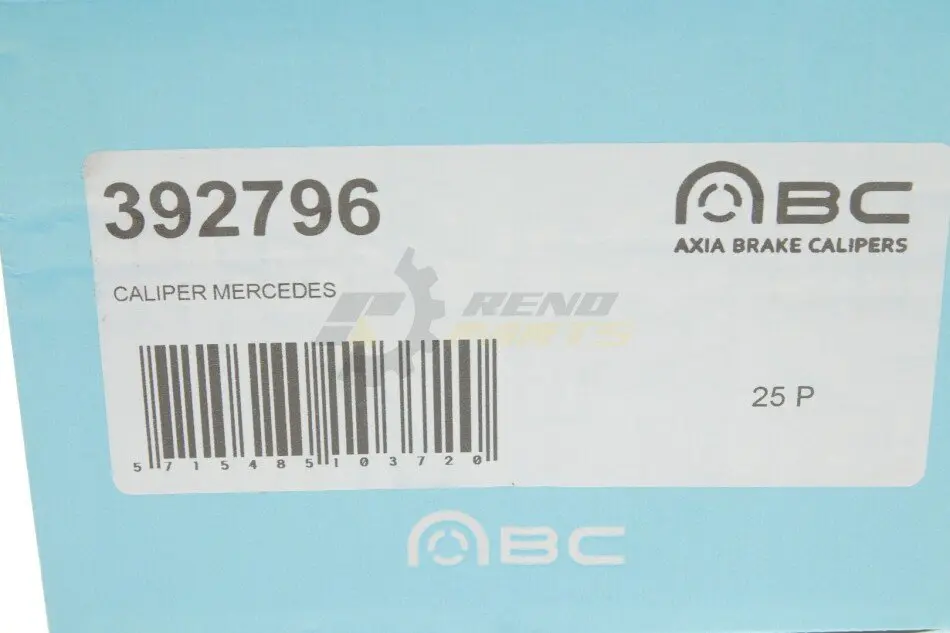 392796
ABC
AXIA BRAKE CALIPERS
CALIPER MERCEDES
RENO
PARTS
25 P
5715485103720
ABC